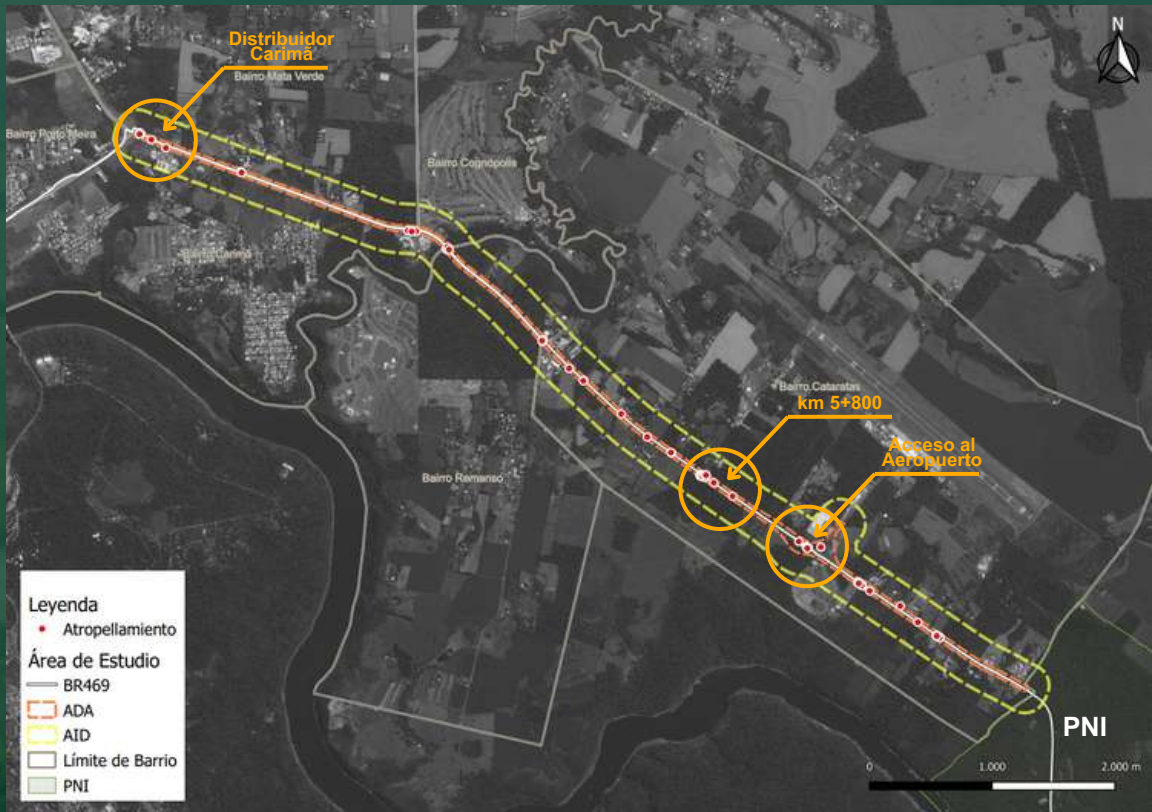 Distribuidor
Carimã
N
Bairro Mata Verde
Bairro Porto Meira
Bairro Cognópolis
Bairro Carimã
Bairro Cataratas
km 5+800
Acceso al
Aeropuerto
Bairro Remanso
Leyenda
Atropellamiento
Área de Estudio
BR469
ADA
AID
Límite de Barrio
PNI
PNI
0 1.000 2.000 m